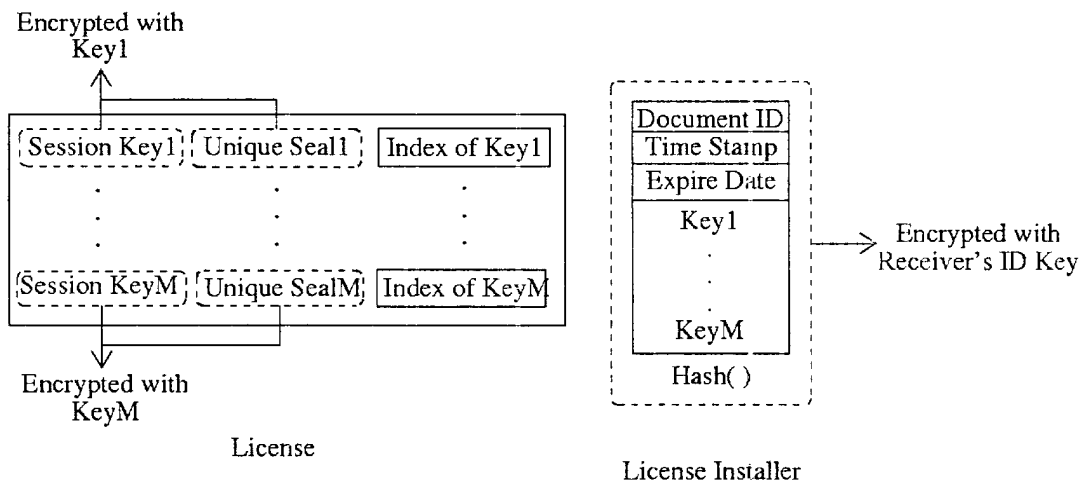 Encrypted with
Key1
Session Key1 Unique Seal1 Index of Key1
Session KeyM Unique SealM Index of KeyM
Encrypted with
KeyM
License
Document ID
Time Stamp
Expire Date
Key1
KeyM
Hash( )
Encrypted with
Receiver's ID Key
License Installer